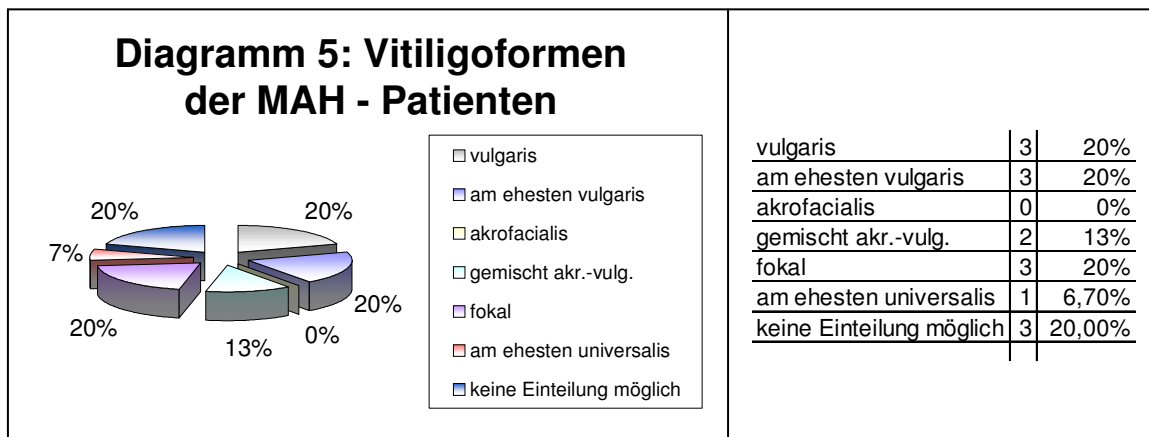 Diagramm 5: Vitiligoformen
der MAH - Patienten
20%
20%
7%
20%
20%
13%
0%
vulgaris
am ehesten vulgaris
akrofacialis
gemischt akr.-vulg.
fokal
am ehesten universalis
keine Einteilung möglich
vulgaris 3 20%
am ehesten vulgaris 3 20%
akrofacialis 0 0%
gemischt akr.-vulg. 2 13%
fokal 3 20%
am ehesten universalis 1 6,70%
keine Einteilung möglich 3 20,00%